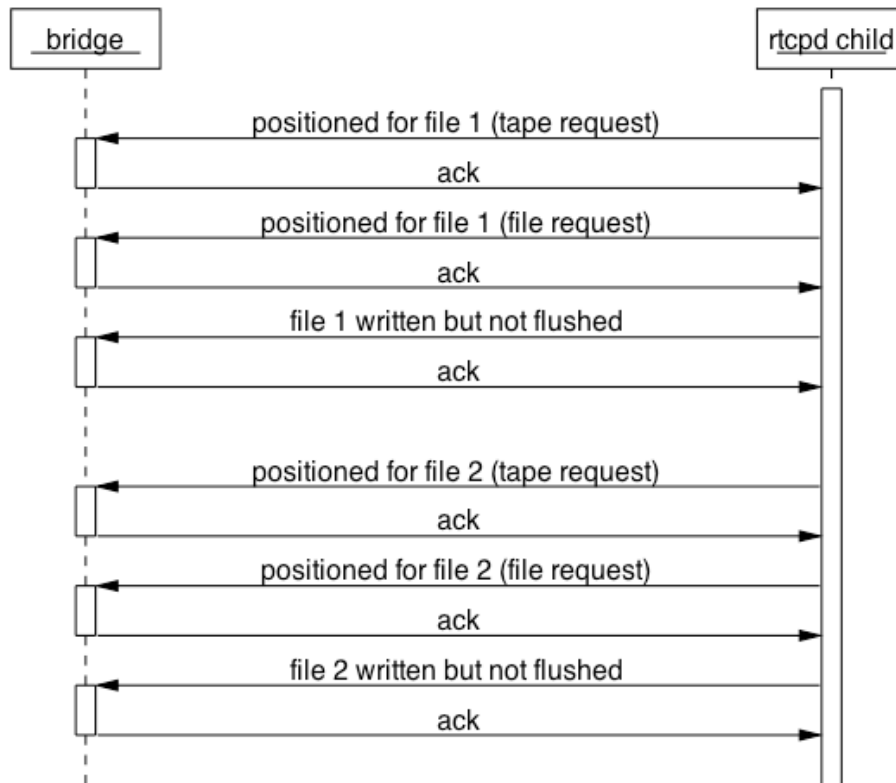 bridge
rtcpd child
positioned for file 1 (tape request)
ack
positioned for file 1 (file request)
ack
file 1 written but not flushed
ack
positioned for file 2 (tape request)
ack
positioned for file 2 (file request)
ack
file 2 written but not flushed
ack